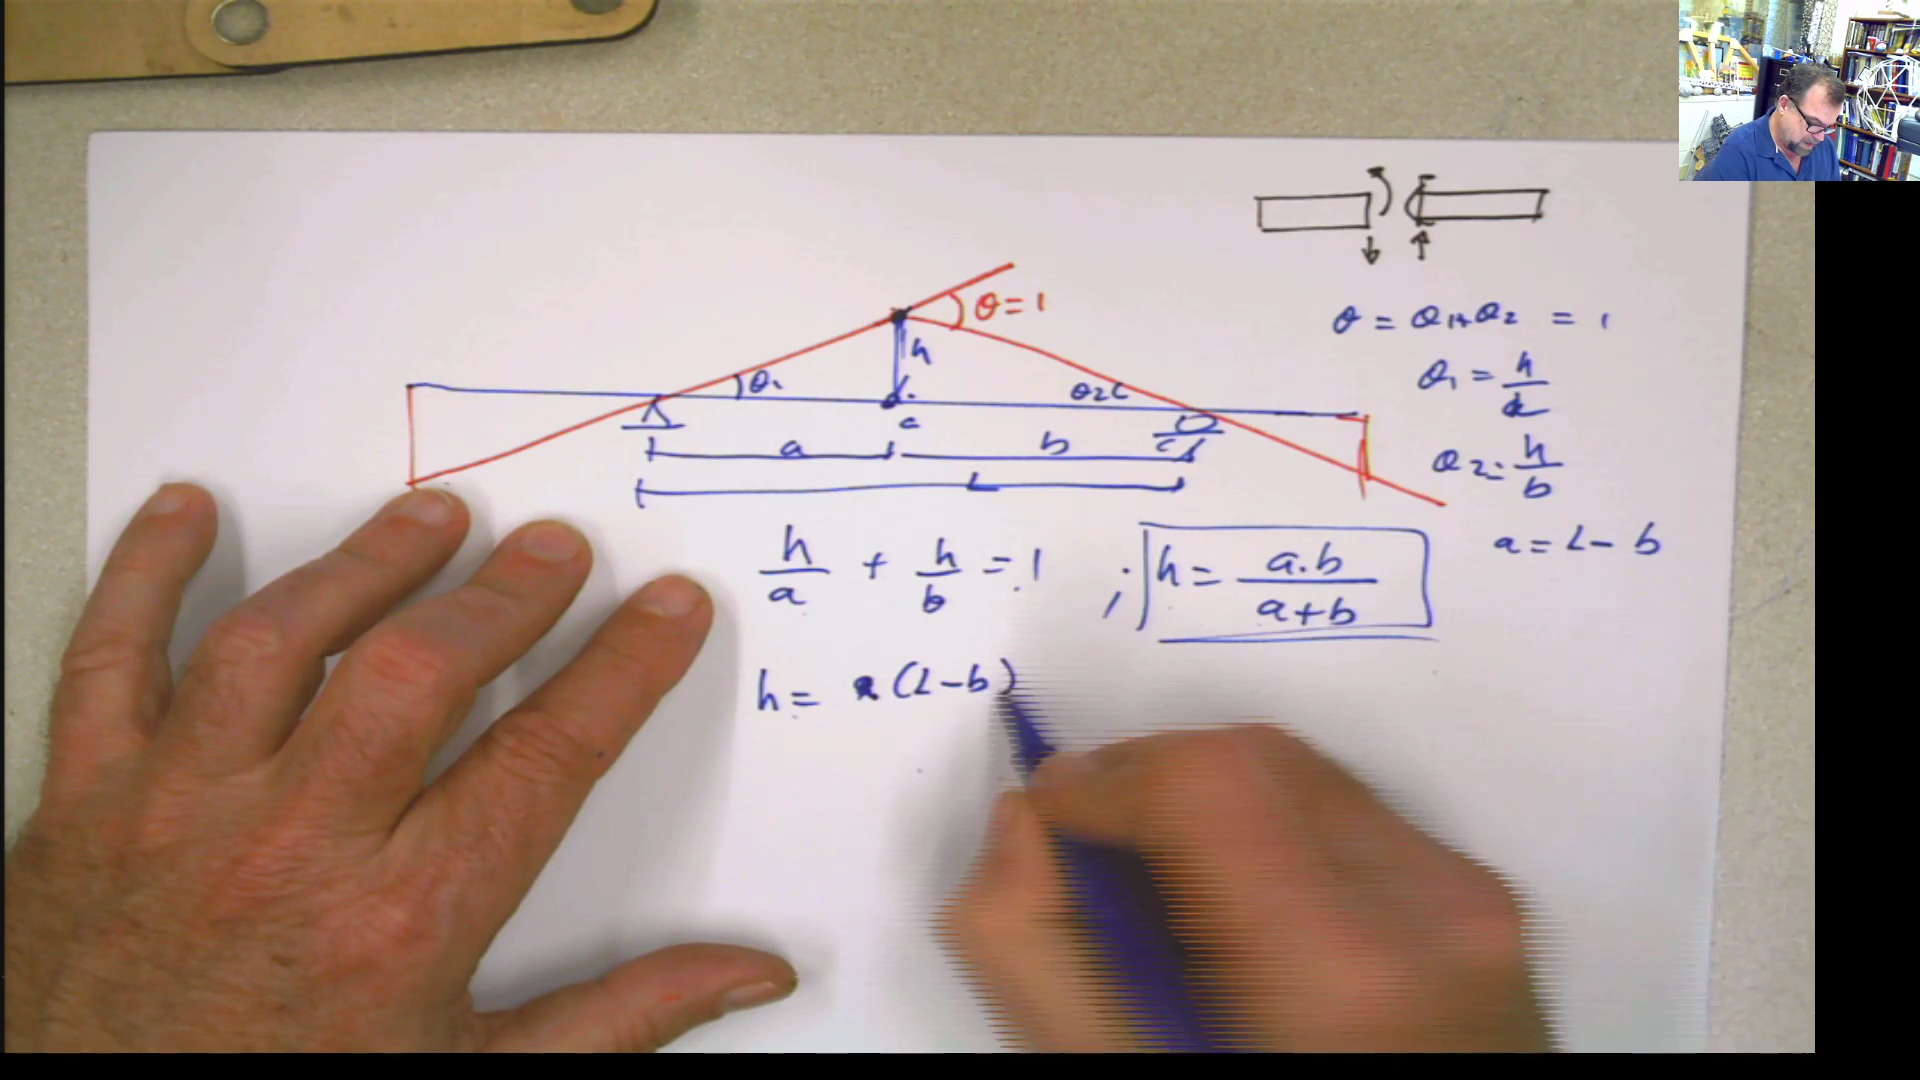 θ = 1
θ = θ1+θ2 = 1
h
θ1 = h/a
θ1
θ2
c
a b
θ2 = h/b
L
a = L - b
h/a + h/b = 1 ; h = a.b/a+b
h = (L-b)